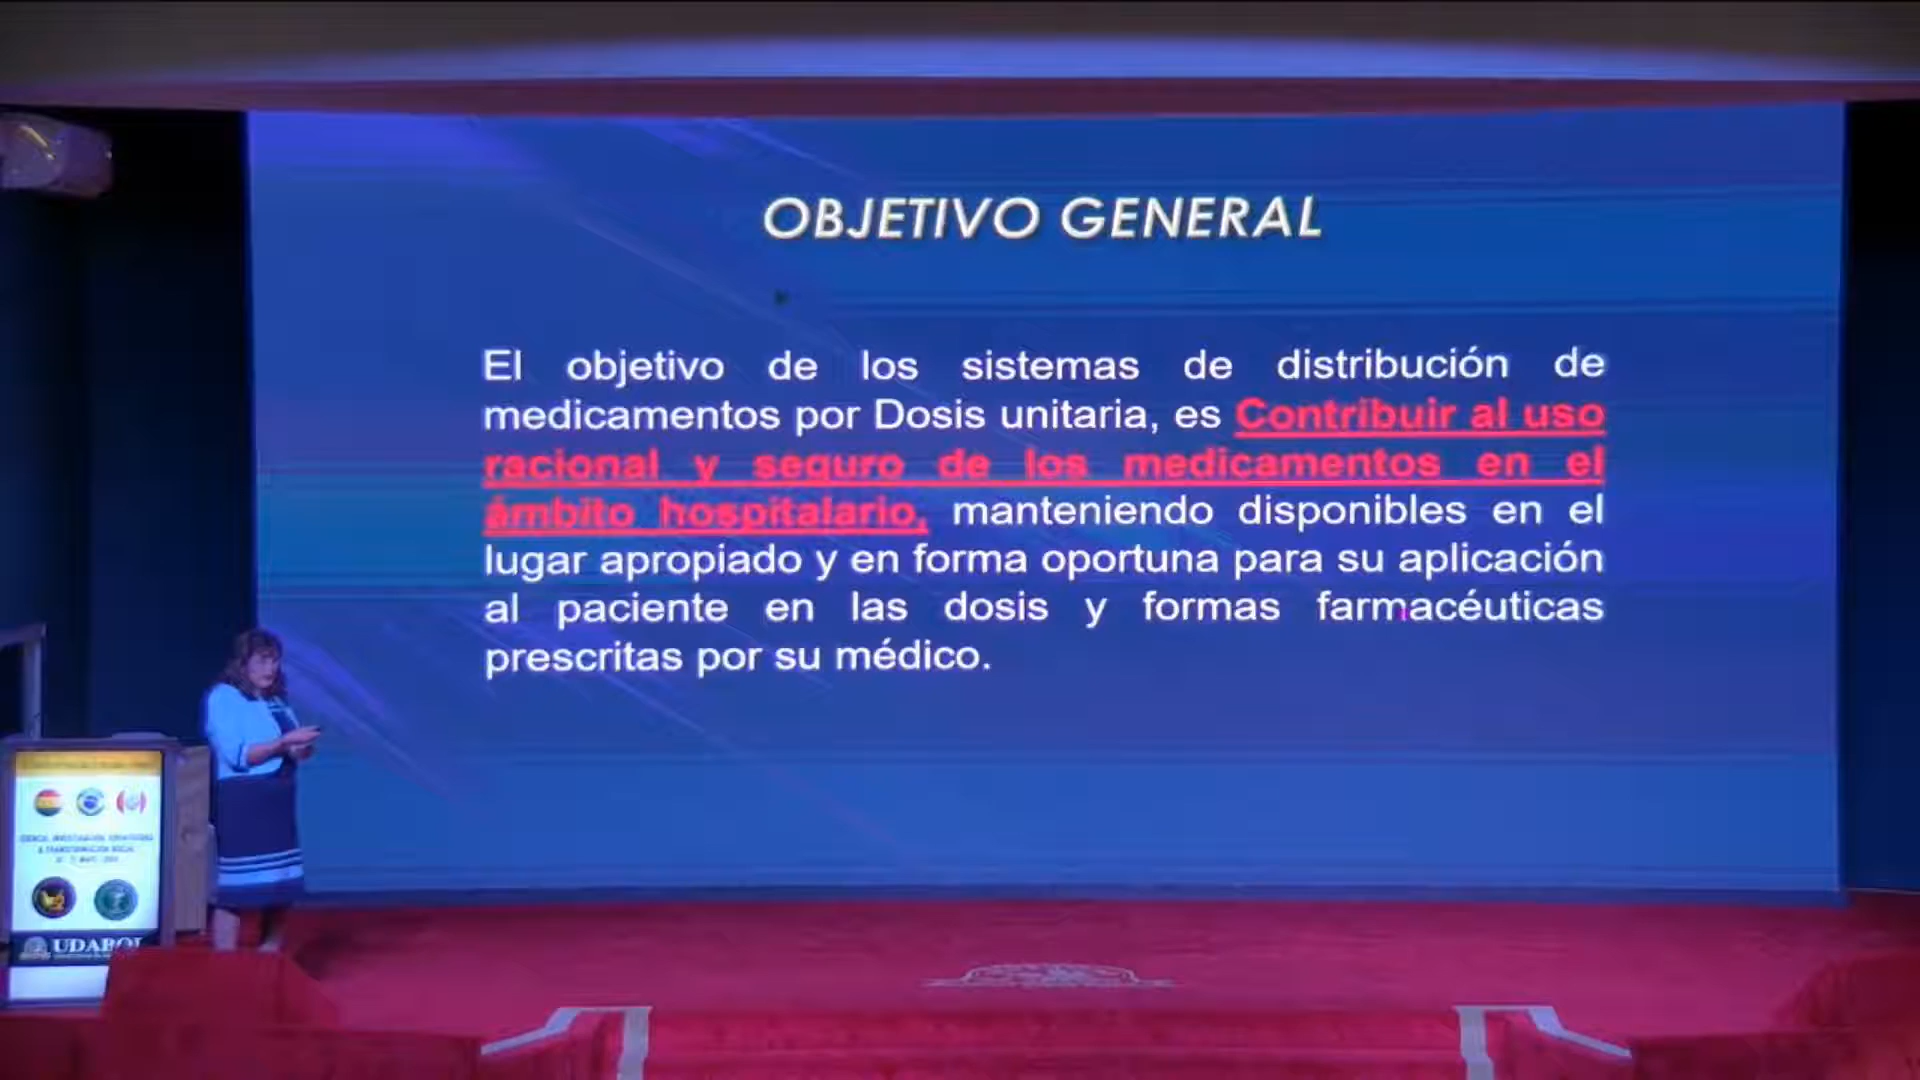 OBJETIVO GENERAL
El objetivo de los sistemas de distribución de
medicamentos por Dosis unitaria, es Contribuir al uso
racional y seguro de los medicamentos en el
ámbito hospitalario, manteniendo disponibles en el
lugar apropiado y en forma oportuna para su aplicación
al paciente en las dosis y formas farmacéuticas
prescritas por su médico.
UDABOL